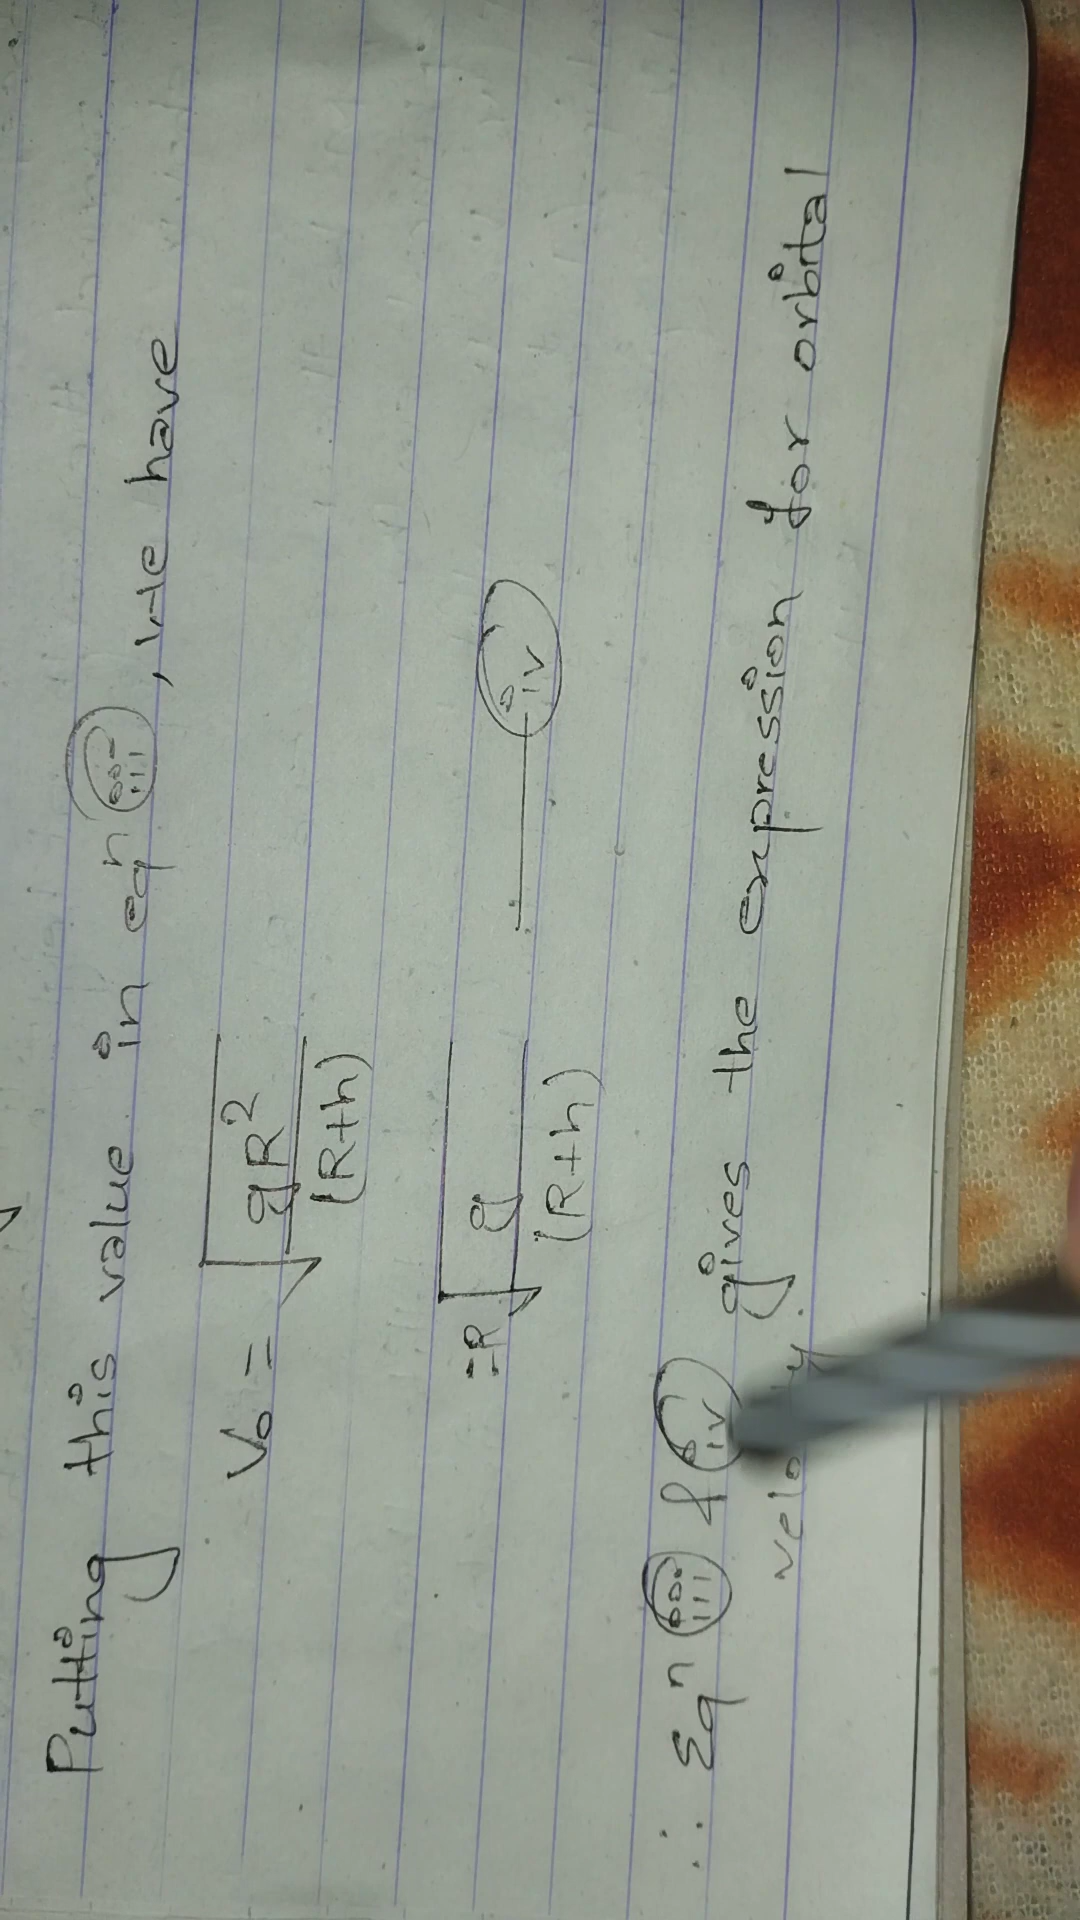 Putting this value in eqⁿ (iii), we have
V₀ = √(gR²/(R+h))
= R√(g/(R+h)) — (iv)
∴ Eqⁿ (iii) & (iv) gives the expression for orbital